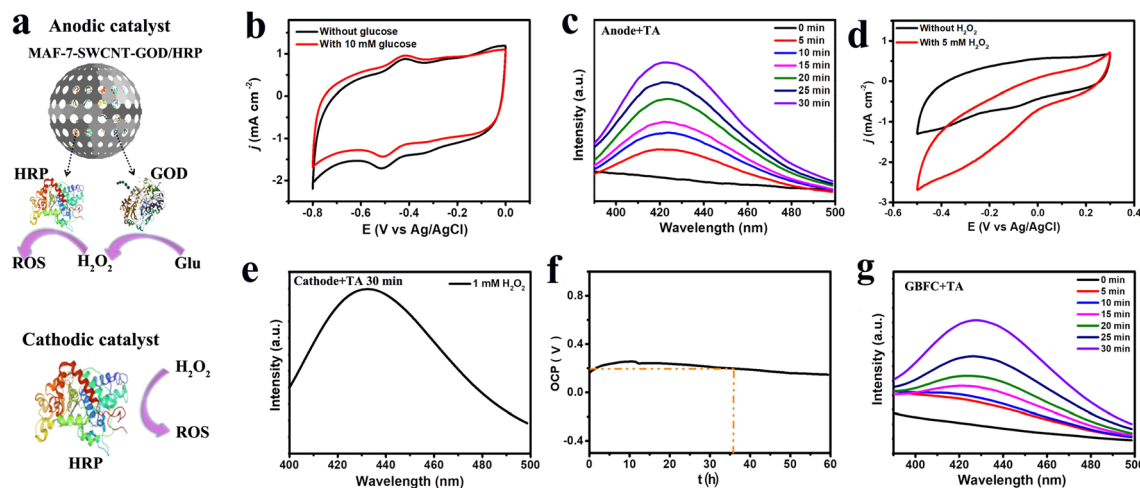 a
Anodic catalyst
MAF-7-SWCNT-GOD/HRP
HRP
GOD
ROS
H2O2
Glu
Cathodic catalyst
H2O2
ROS
HRP
b
Without glucose
With 10 mM glucose
j (mA cm-2)
1
0
-1
-2
-0.8
-0.6
-0.4
-0.2
0.0
E (V vs Ag/AgCl)
c
Anode+TA
0 min
5 min
10 min
15 min
20 min
25 min
30 min
Intensity (a.u.)
400
420
440
460
480
500
Wavelength (nm)
d
Without H2O2
With 5 mM H2O2
j (mA cm-2)
2
1
0
-1
-2
-3
-0.6
-0.4
-0.2
0.0
0.2
0.4
E (V vs Ag/AgCl)
e
Cathode+TA 30 min
1 mM H2O2
Intensity (a.u.)
400
420
440
460
480
500
Wavelength (nm)
f
OCP (V)
0.8
0.4
0.0
-0.4
0
10
20
30
40
50
60
t (h)
g
GBFC+TA
0 min
5 min
10 min
15 min
20 min
25 min
30 min
Intensity (a.u.)
400
420
440
460
480
500
Wavelength (nm)